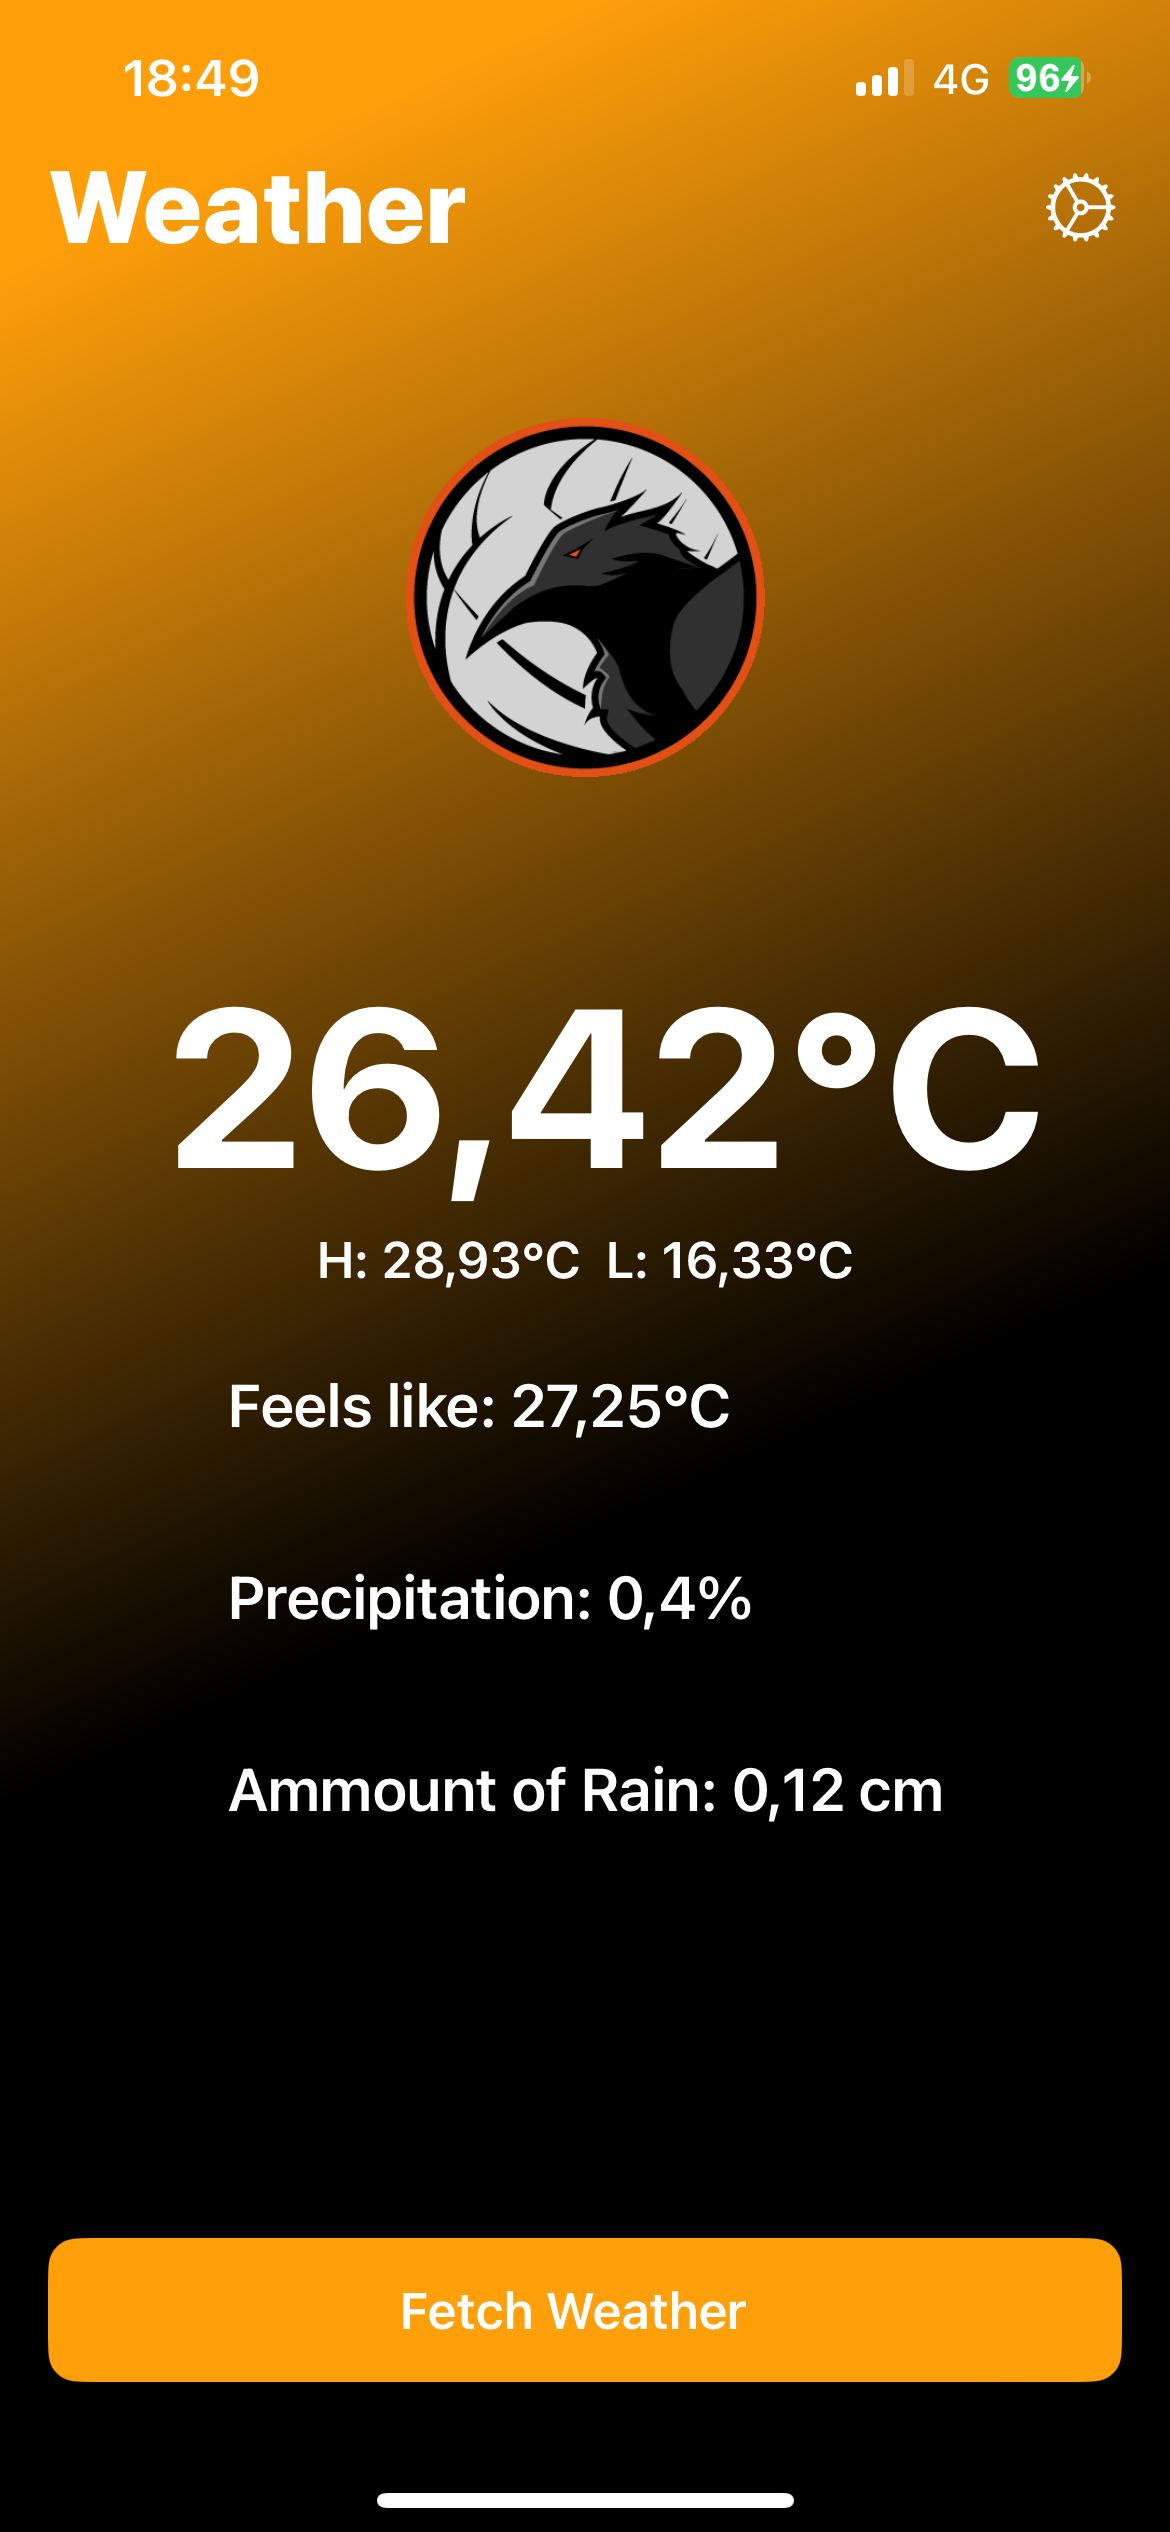 18:49 4G 96
Weather
26,42°C
H: 28,93°C L: 16,33°C
Feels like: 27,25°C
Precipitation: 0,4%
Ammount of Rain: 0,12 cm
Fetch Weather